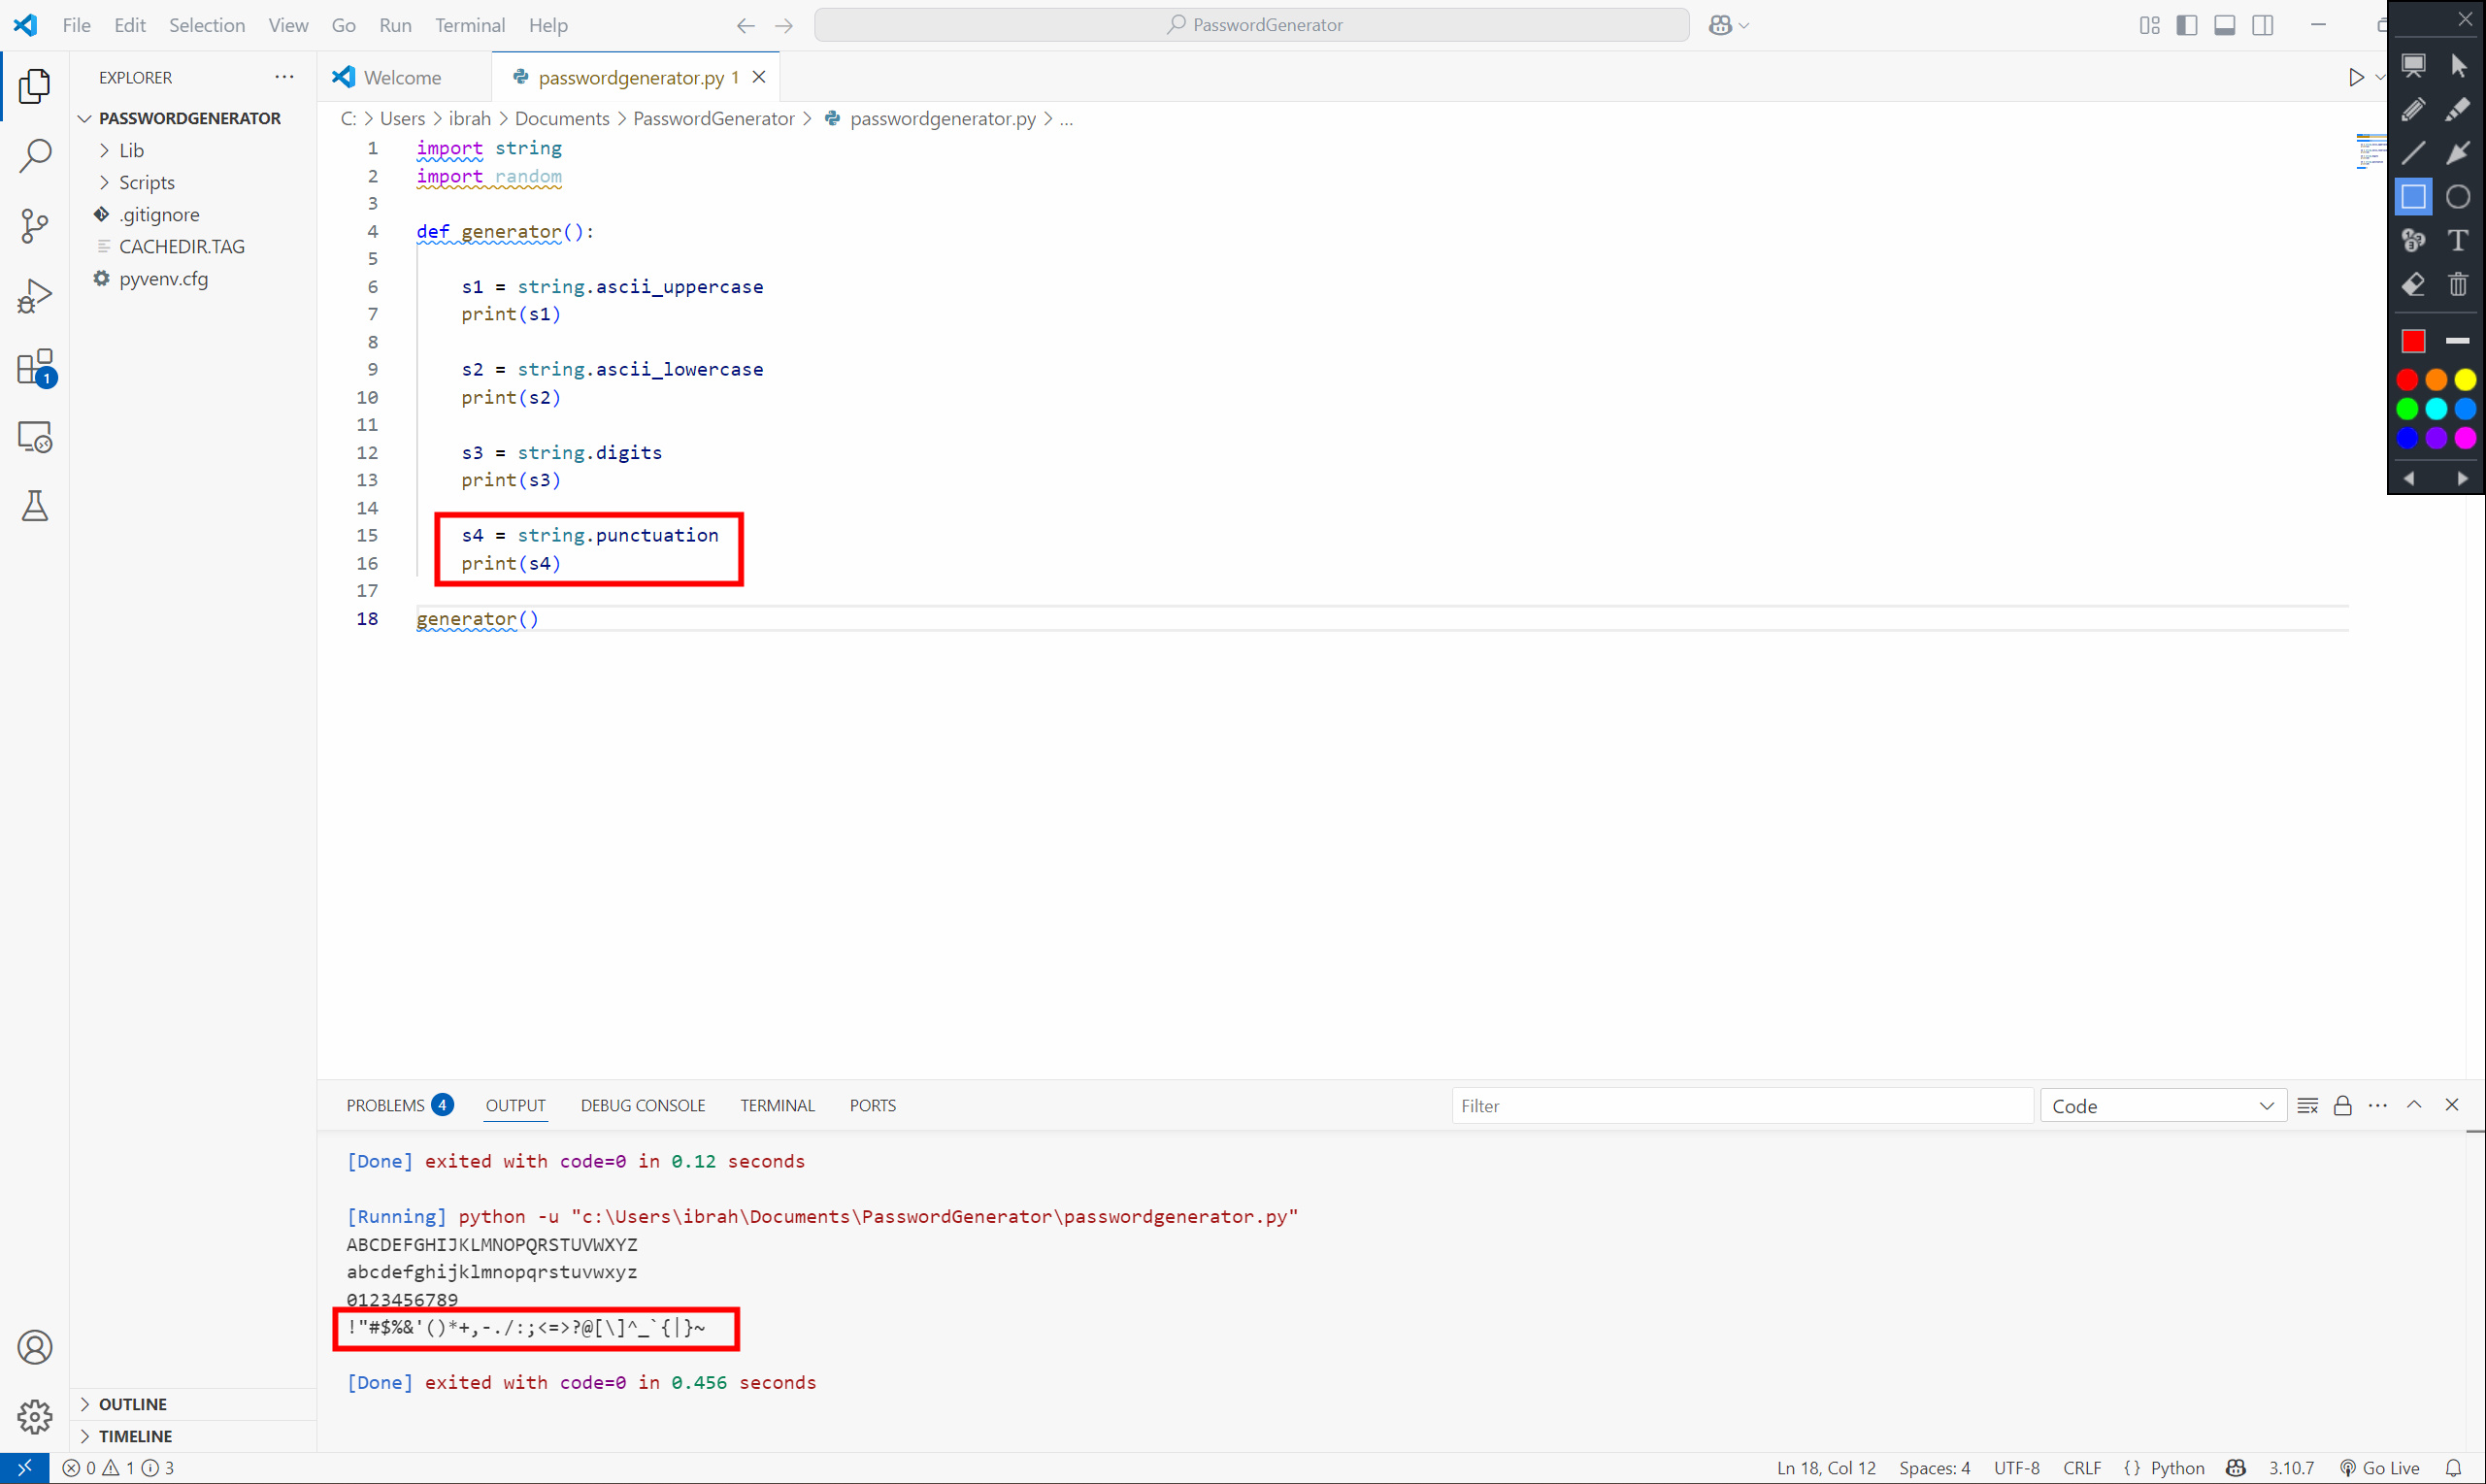 File Edit Selection View Go Run Terminal Help
PasswordGenerator
EXPLORER
PASSWORDGENERATOR
Lib
Scripts
.gitignore
CACHEDIR.TAG
pyvenv.cfg
OUTLINE
TIMELINE
1
Welcome
passwordgenerator.py 1
C: > Users > ibrah > Documents > PasswordGenerator > passwordgenerator.py > ...
1 import string
2 import random
3
4 def generator():
5
6 s1 = string.ascii_uppercase
7 print(s1)
8
9 s2 = string.ascii_lowercase
10 print(s2)
11
12 s3 = string.digits
13 print(s3)
14
15 s4 = string.punctuation
16 print(s4)
17
18 generator()
PROBLEMS 4 OUTPUT DEBUG CONSOLE TERMINAL PORTS
Filter
Code
[Done] exited with code=0 in 0.12 seconds
[Running] python -u "c:\Users\ibrah\Documents\PasswordGenerator\passwordgenerator.py"
ABCDEFGHIJKLMNOPQRSTUVWXYZ
abcdefghijklmnopqrstuvwxyz
0123456789
!"#$%&'()*+,-./:;<=>?@[\]^_`{|}~
[Done] exited with code=0 in 0.456 seconds
0 1 3
Ln 18, Col 12 Spaces: 4 UTF-8 CRLF {} Python 3.10.7 Go Live